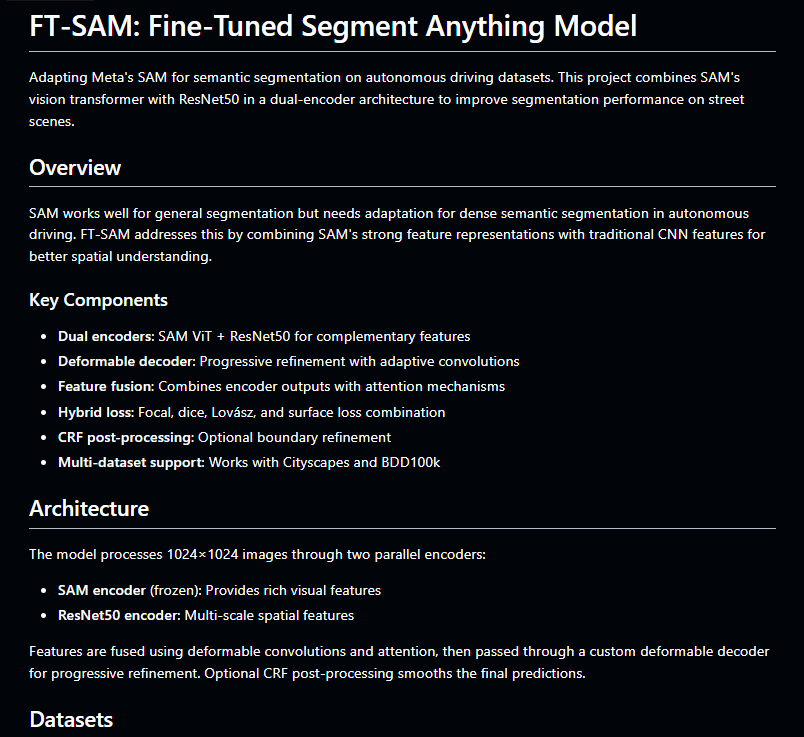 FT-SAM: Fine-Tuned Segment Anything Model
Adapting Meta's SAM for semantic segmentation on autonomous driving datasets. This project combines SAM's
vision transformer with ResNet50 in a dual-encoder architecture to improve segmentation performance on street
scenes.
Overview
SAM works well for general segmentation but needs adaptation for dense semantic segmentation in autonomous
driving. FT-SAM addresses this by combining SAM's strong feature representations with traditional CNN features for
better spatial understanding.
Key Components
• Dual encoders: SAM ViT + ResNet50 for complementary features
• Deformable decoder: Progressive refinement with adaptive convolutions
• Feature fusion: Combines encoder outputs with attention mechanisms
• Hybrid loss: Focal, dice, Lovász, and surface loss combination
• CRF post-processing: Optional boundary refinement
• Multi-dataset support: Works with Cityscapes and BDD100k
Architecture
The model processes 1024×1024 images through two parallel encoders:
• SAM encoder (frozen): Provides rich visual features
• ResNet50 encoder: Multi-scale spatial features
Features are fused using deformable convolutions and attention, then passed through a custom deformable decoder
for progressive refinement. Optional CRF post-processing smooths the final predictions.
Datasets